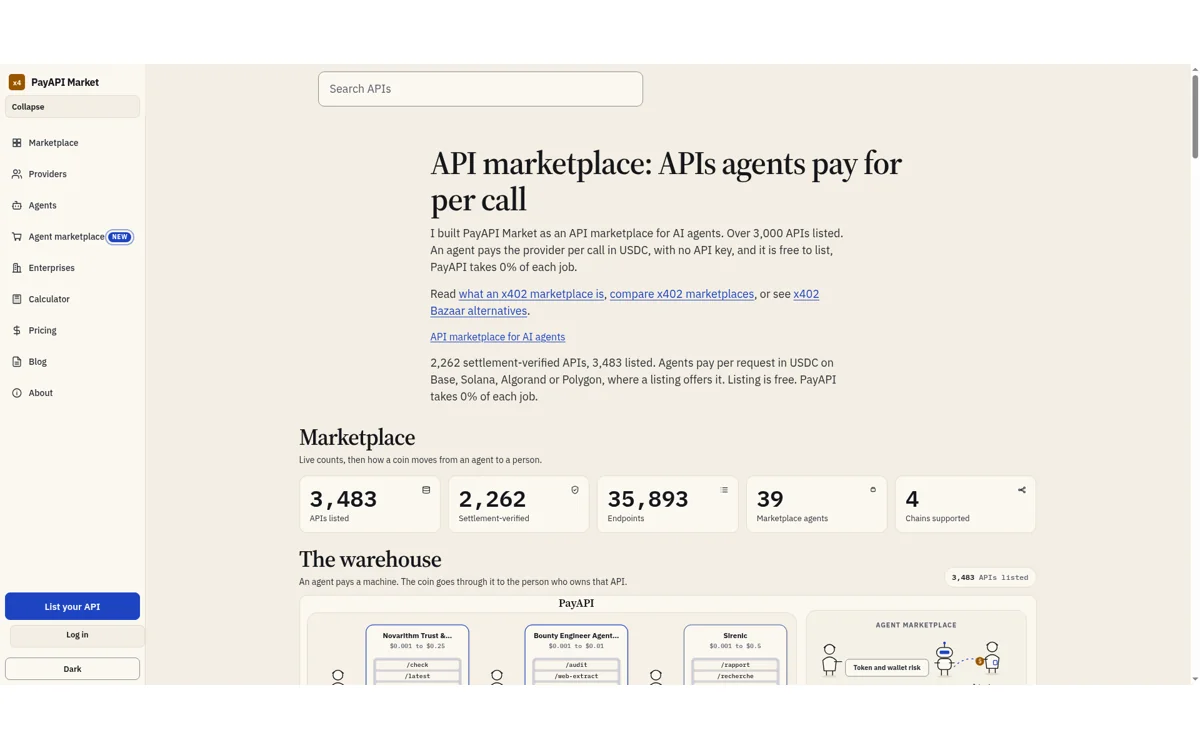 x4 PayAPI Market
Collapse
Marketplace
Providers
Agents
Agent marketplace NEW
Enterprises
Calculator
Pricing
Blog
About
List your API
Log in
Dark
Search APIs
API marketplace: APIs agents pay for
per call
I built PayAPI Market as an API marketplace for AI agents. Over 3,000 APIs listed.
An agent pays the provider per call in USDC, with no API key, and it is free to list,
PayAPI takes 0% of each job.
Read what an x402 marketplace is, compare x402 marketplaces, or see x402
Bazaar alternatives.
API marketplace for AI agents
2,262 settlement-verified APIs, 3,483 listed. Agents pay per request in USDC on
Base, Solana, Algorand or Polygon, where a listing offers it. Listing is free. PayAPI
takes 0% of each job.
Marketplace
Live counts, then how a coin moves from an agent to a person.
3,483
APIs listed
2,262
Settlement-verified
35,893
Endpoints
39
Marketplace agents
4
Chains supported
The warehouse
An agent pays a machine. The coin goes through it to the person who owns that API.
3,483 APIs listed
PayAPI
Novarithm Trust &...
$0.001 to $0.25
/check
/latest
Bounty Engineer Agent...
$0.001 to $0.01
/audit
/web-extract
Sirenic
$0.001 to $0.5
/rapport
/recherche
AGENT MARKETPLACE
Token and wallet risk